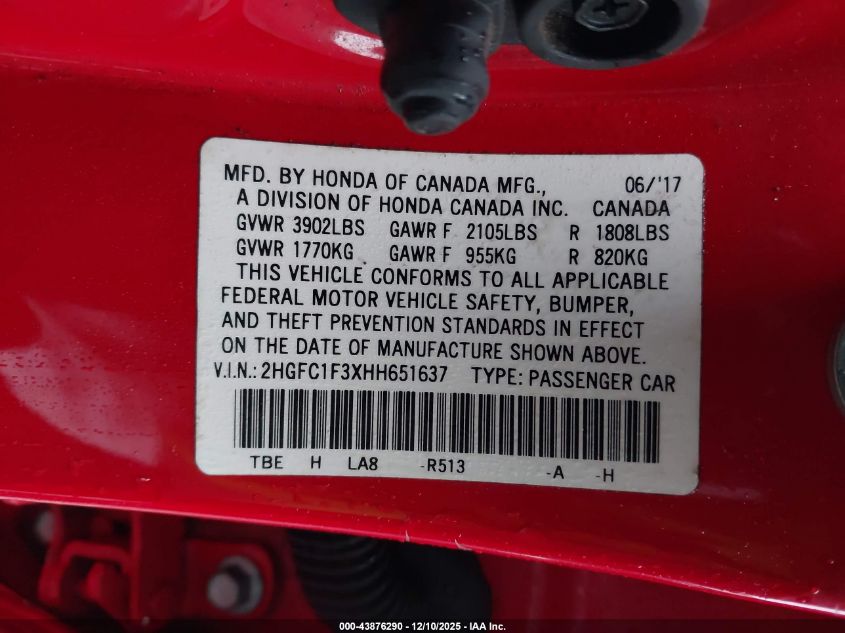 MFD. BY HONDA OF CANADA MFG., 06/'17
A DIVISION OF HONDA CANADA INC. CANADA
GVWR 3902LBS GAWR F 2105LBS R 1808LBS
GVWR 1770KG GAWR F 955KG R 820KG
THIS VEHICLE CONFORMS TO ALL APPLICABLE
FEDERAL MOTOR VEHICLE SAFETY, BUMPER,
AND THEFT PREVENTION STANDARDS IN EFFECT
ON THE DATE OF MANUFACTURE SHOWN ABOVE.
V.I.N.: 2HGFC1F3XHH651637 TYPE: PASSENGER CAR
TBE H LA8 -R513 -A -H
000-43876290 - 12/10/2025 - IAA Inc.